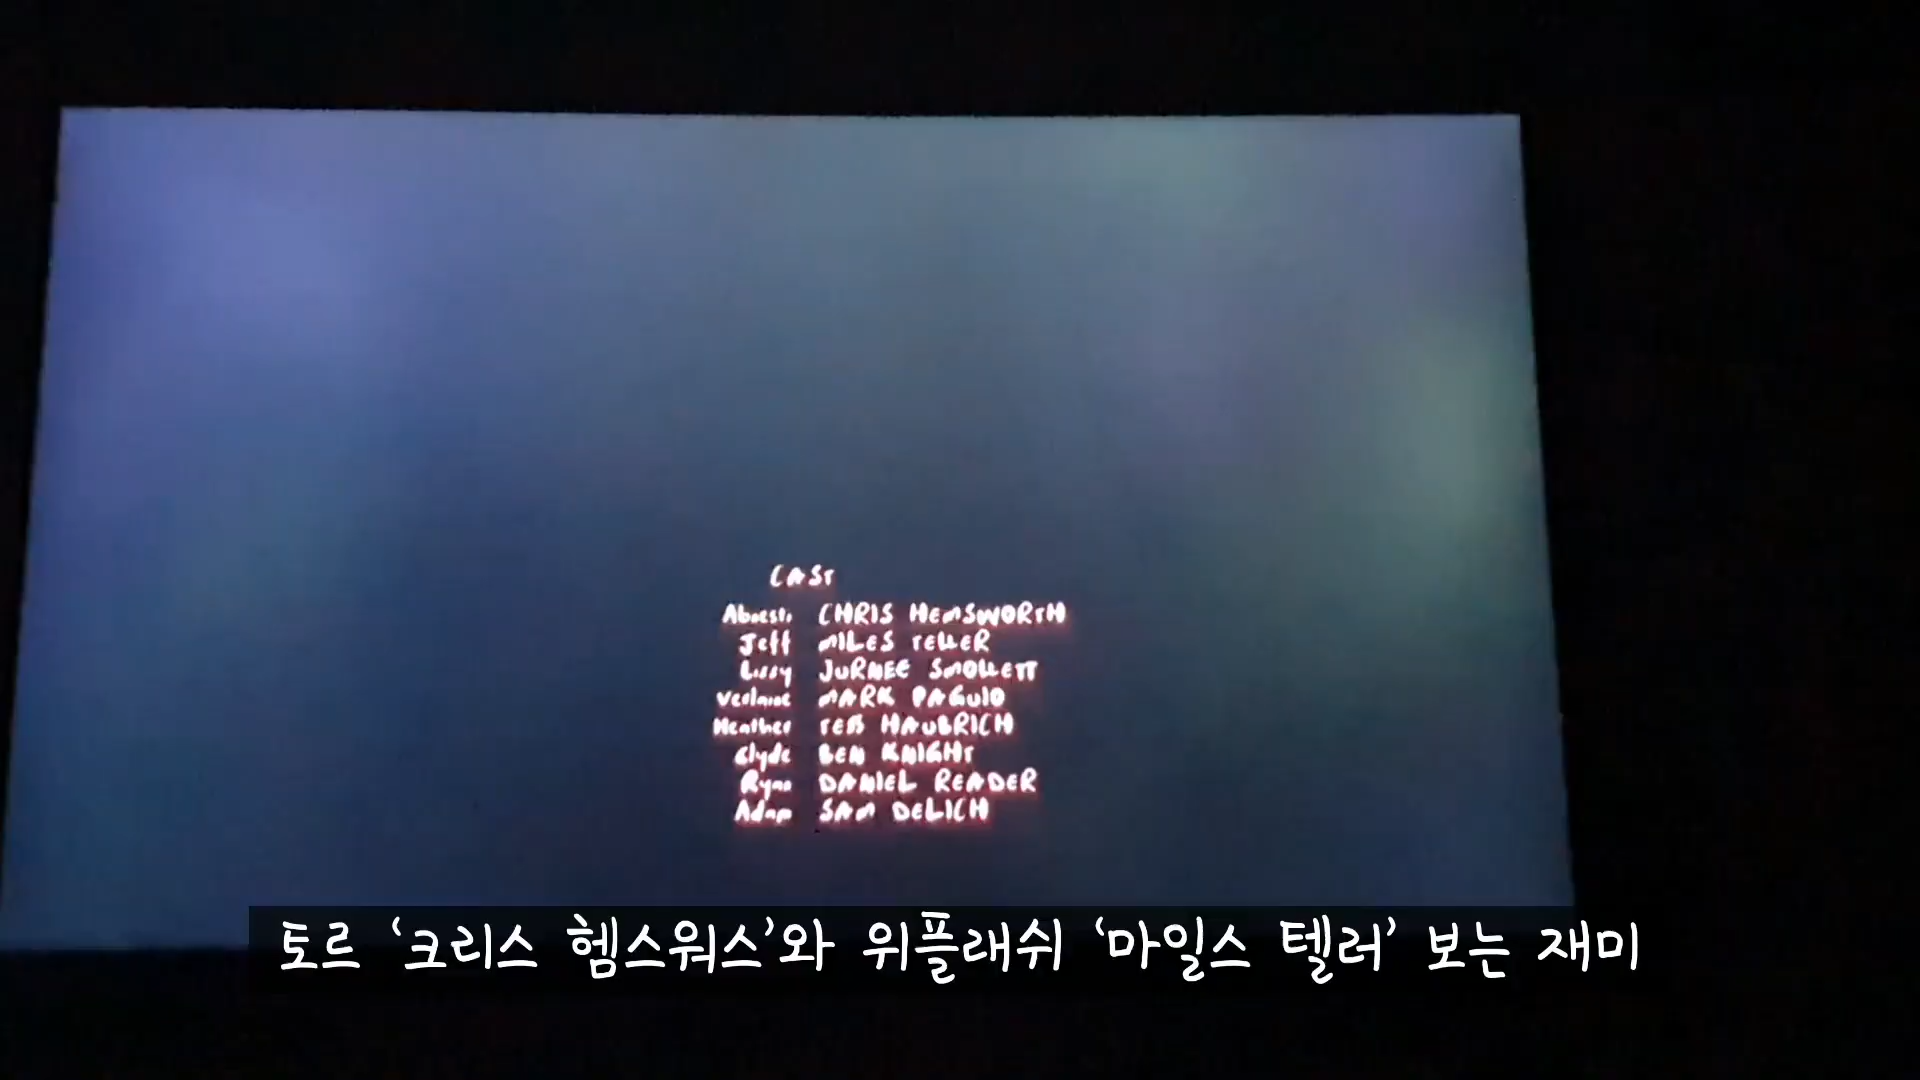 CAST
Abnesti CHRIS HEMSWORTH
Jeff MILES TELLER
Lizzy JURNEE SMOLLETT
Verlaine MARK PAGUIO
Heather TESS HAUBRICH
Clyde BEN KNIGHT
Ryan DANIEL READER
Adam SAM DELICH
토르 ‘크리스 헴스워스’와 위플래쉬 ‘마일스 텔러’ 보는 재미